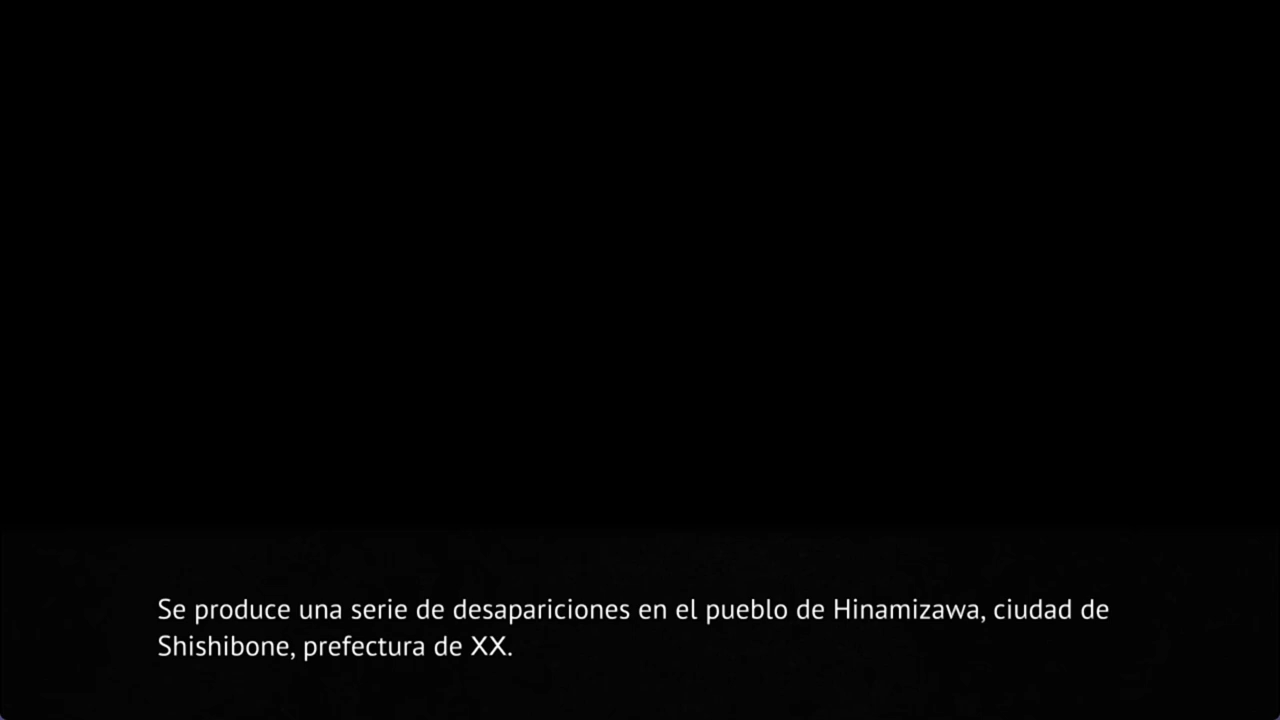 Se produce una serie de desapariciones en el pueblo de Hinamizawa, ciudad de
Shishibone, prefectura de XX.